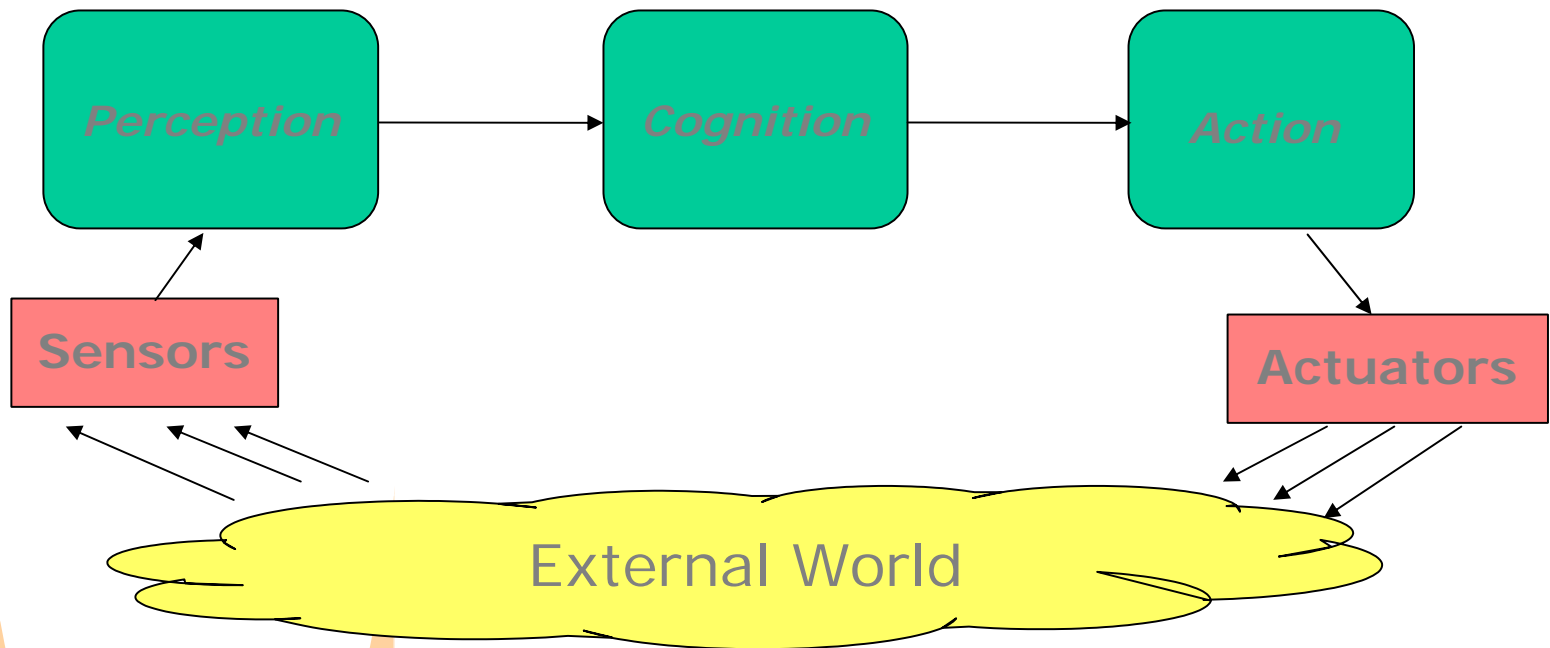 Perception
Cognition
Action
Sensors
Actuators
External World